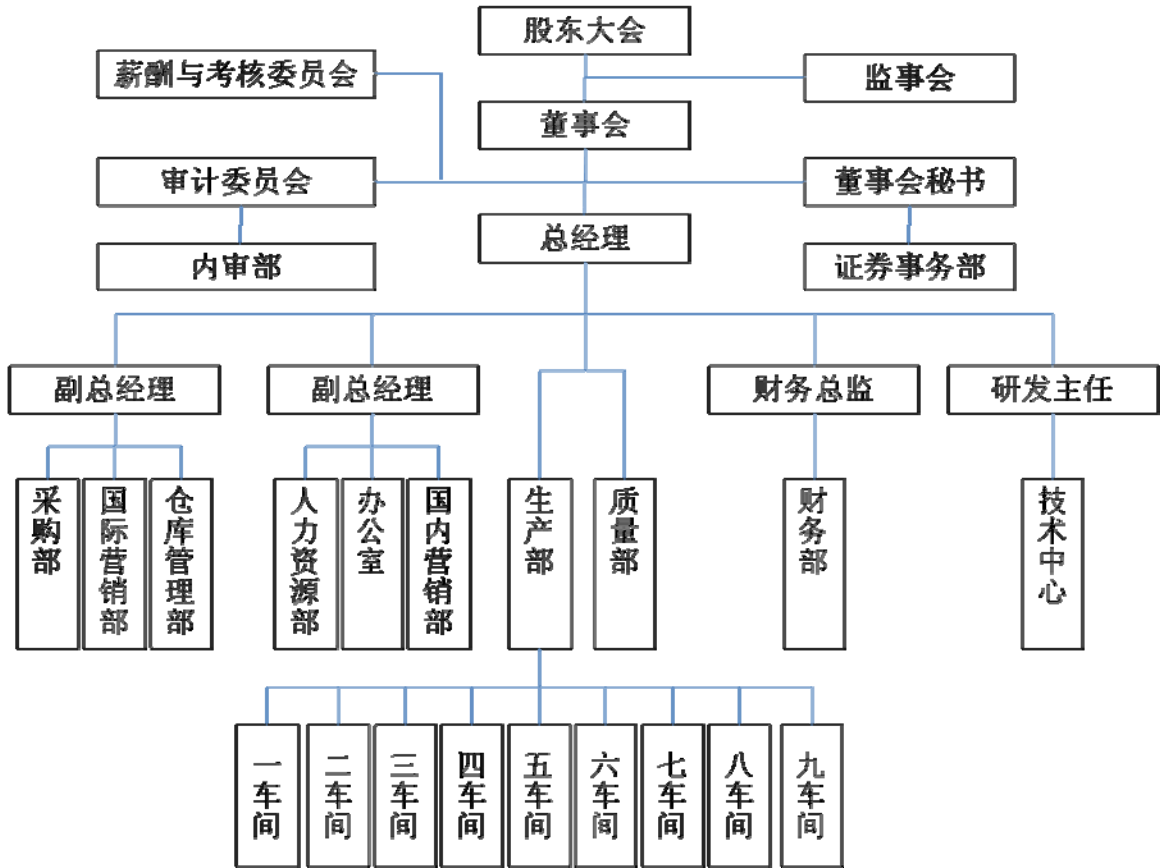 股东大会
薪酬与考核委员会
监事会
董事会
审计委员会
董事会秘书
总经理
内审部
证券事务部
副总经理
副总经理
财务总监
研发主任
采购部
国际营销部
仓库管理部
人力资源部
办公室
国内营销部
生产部
质量部
财务部
技术中心
一车间
二车间
三车间
四车间
五车间
六车间
七车间
八车间
九车间